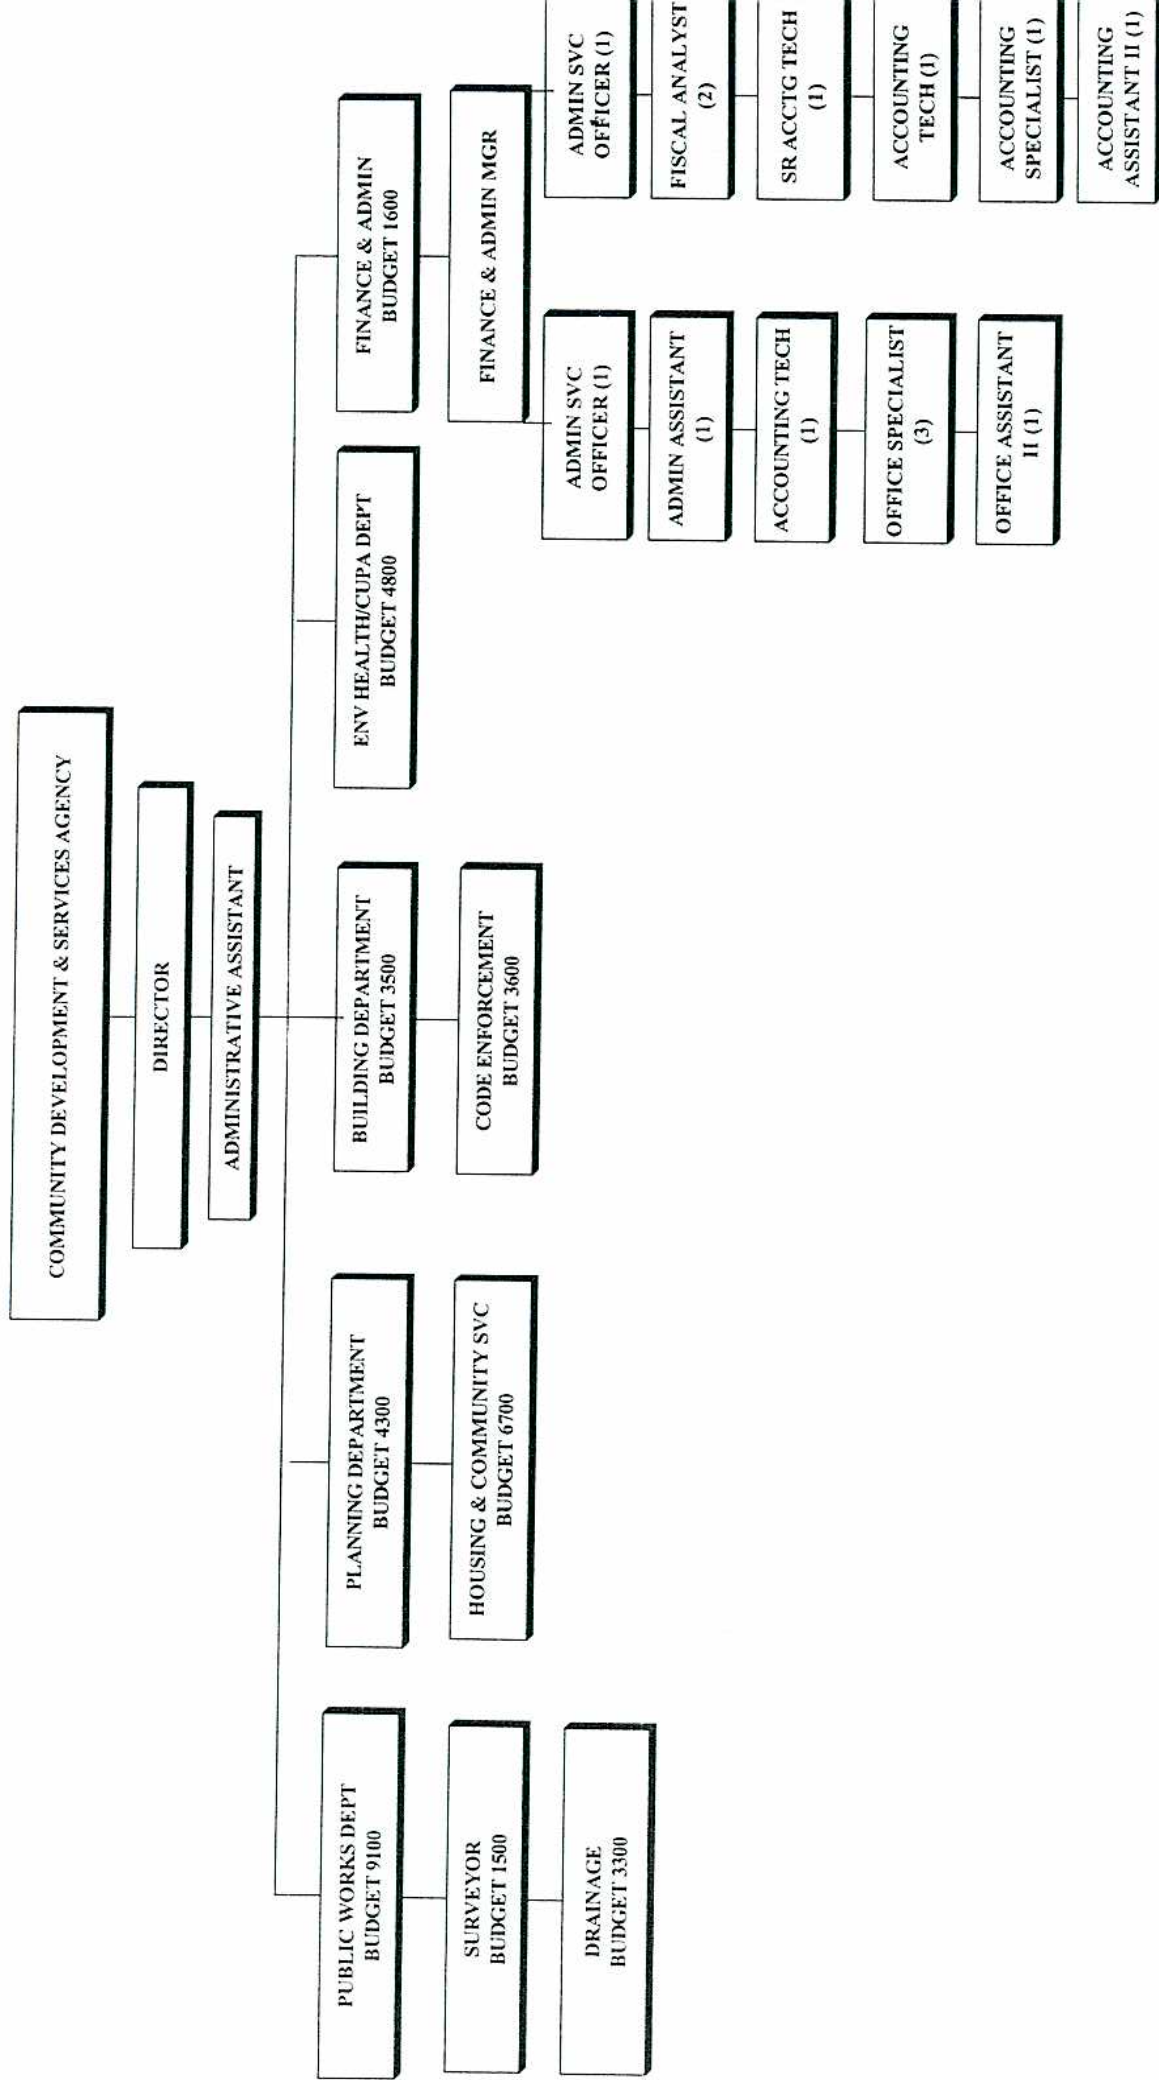 COMMUNITY DEVELOPMENT & SERVICES AGENCY
DIRECTOR
ADMINISTRATIVE ASSISTANT
PUBLIC WORKS DEPT
BUDGET 9100
SURVEYOR
BUDGET 1500
DRAINAGE
BUDGET 3300
PLANNING DEPARTMENT
BUDGET 4300
HOUSING & COMMUNITY SVC
BUDGET 6700
BUILDING DEPARTMENT
BUDGET 3500
CODE ENFORCEMENT
BUDGET 3600
ENV HEALTH/CUPA DEPT
BUDGET 4800
FINANCE & ADMIN
BUDGET 1600
FINANCE & ADMIN MGR
ADMIN SVC
OFFICER (1)
ADMIN ASSISTANT
(1)
ACCOUNTING TECH
(1)
OFFICE SPECIALIST
(3)
OFFICE ASSISTANT
II (1)
ADMIN SVC
OFFICER (1)
FISCAL ANALYST
(2)
SR ACCTG TECH
(1)
ACCOUNTING
TECH (1)
ACCOUNTING
SPECIALIST (1)
ACCOUNTING
ASSISTANT II (1)